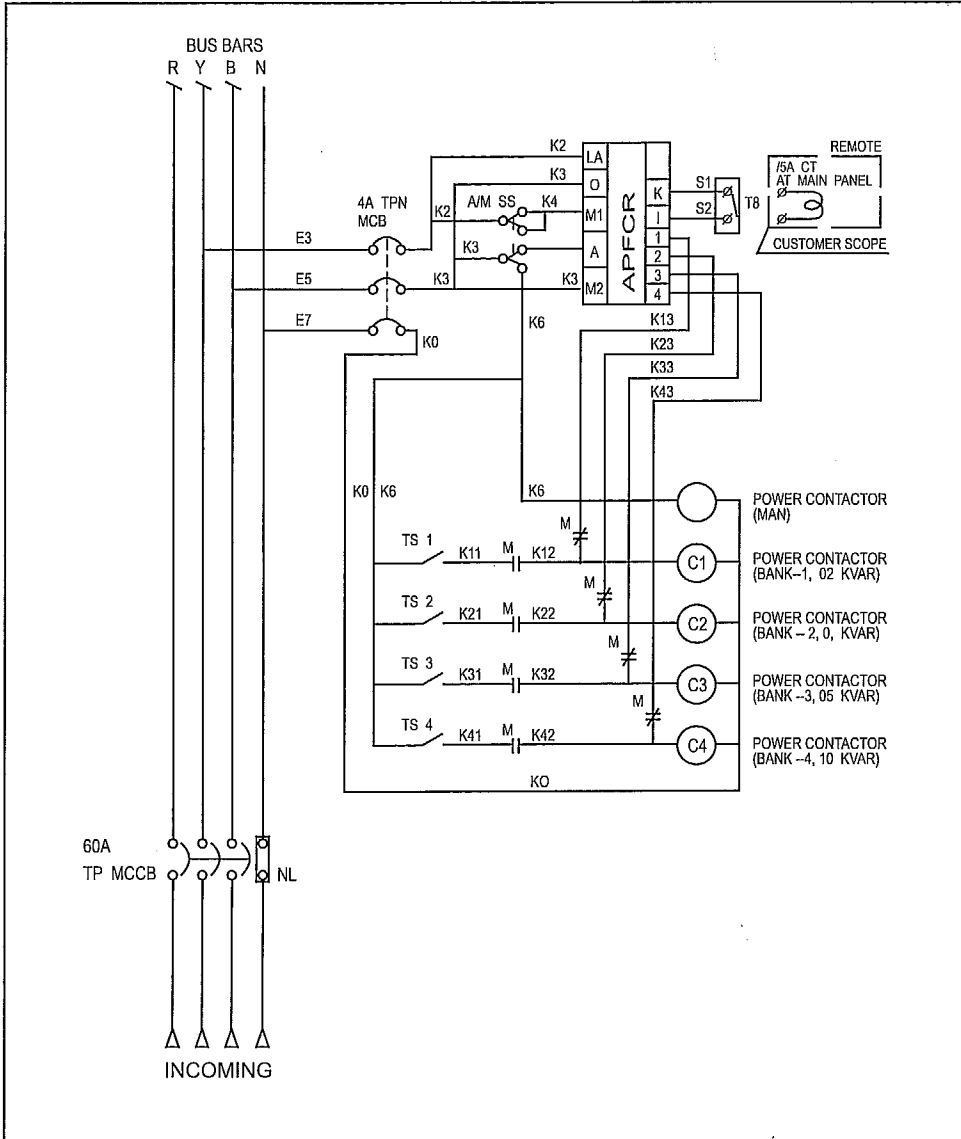 BUS BARS
R Y B N
REMOTE
/5A CT
AT MAIN PANEL
CUSTOMER SCOPE
K2
LA
K3
O
4A TPN
MCB
A/M SS
K2
K4
M1
K
S1
T8
I
S2
E3
K3
A
1
2
E5
K3
K3
M2
3
4
APFCR
E7
K0
K6
K13
K23
K33
K43
K0 K6
K6
POWER CONTACTOR
(MAN)
M
TS 1
K11
M
K12
C1
POWER CONTACTOR
(BANK--1, 02 KVAR)
M
TS 2
K21
M
K22
C2
POWER CONTACTOR
(BANK -- 2, 0, KVAR)
M
TS 3
K31
M
K32
C3
POWER CONTACTOR
(BANK --3, 05 KVAR)
M
TS 4
K41
M
K42
C4
POWER CONTACTOR
(BANK --4, 10 KVAR)
KO
60A
TP MCCB
NL
INCOMING